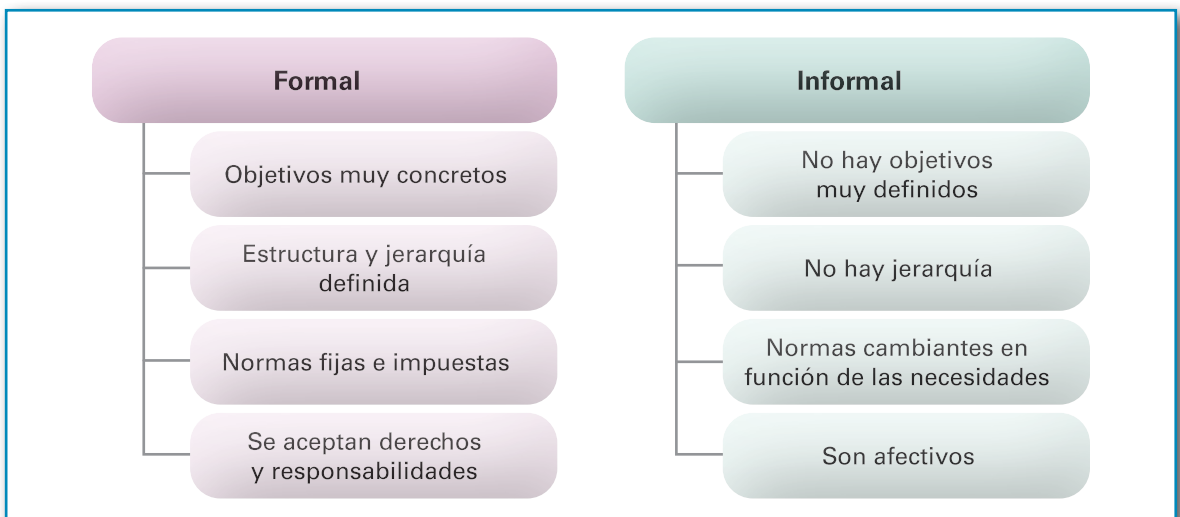 Formal
Objetivos muy concretos
Estructura y jerarquía
definida
Normas fijas e impuestas
Se aceptan derechos
y responsabilidades
Informal
No hay objetivos
muy definidos
No hay jerarquía
Normas cambiantes en
función de las necesidades
Son afectivos